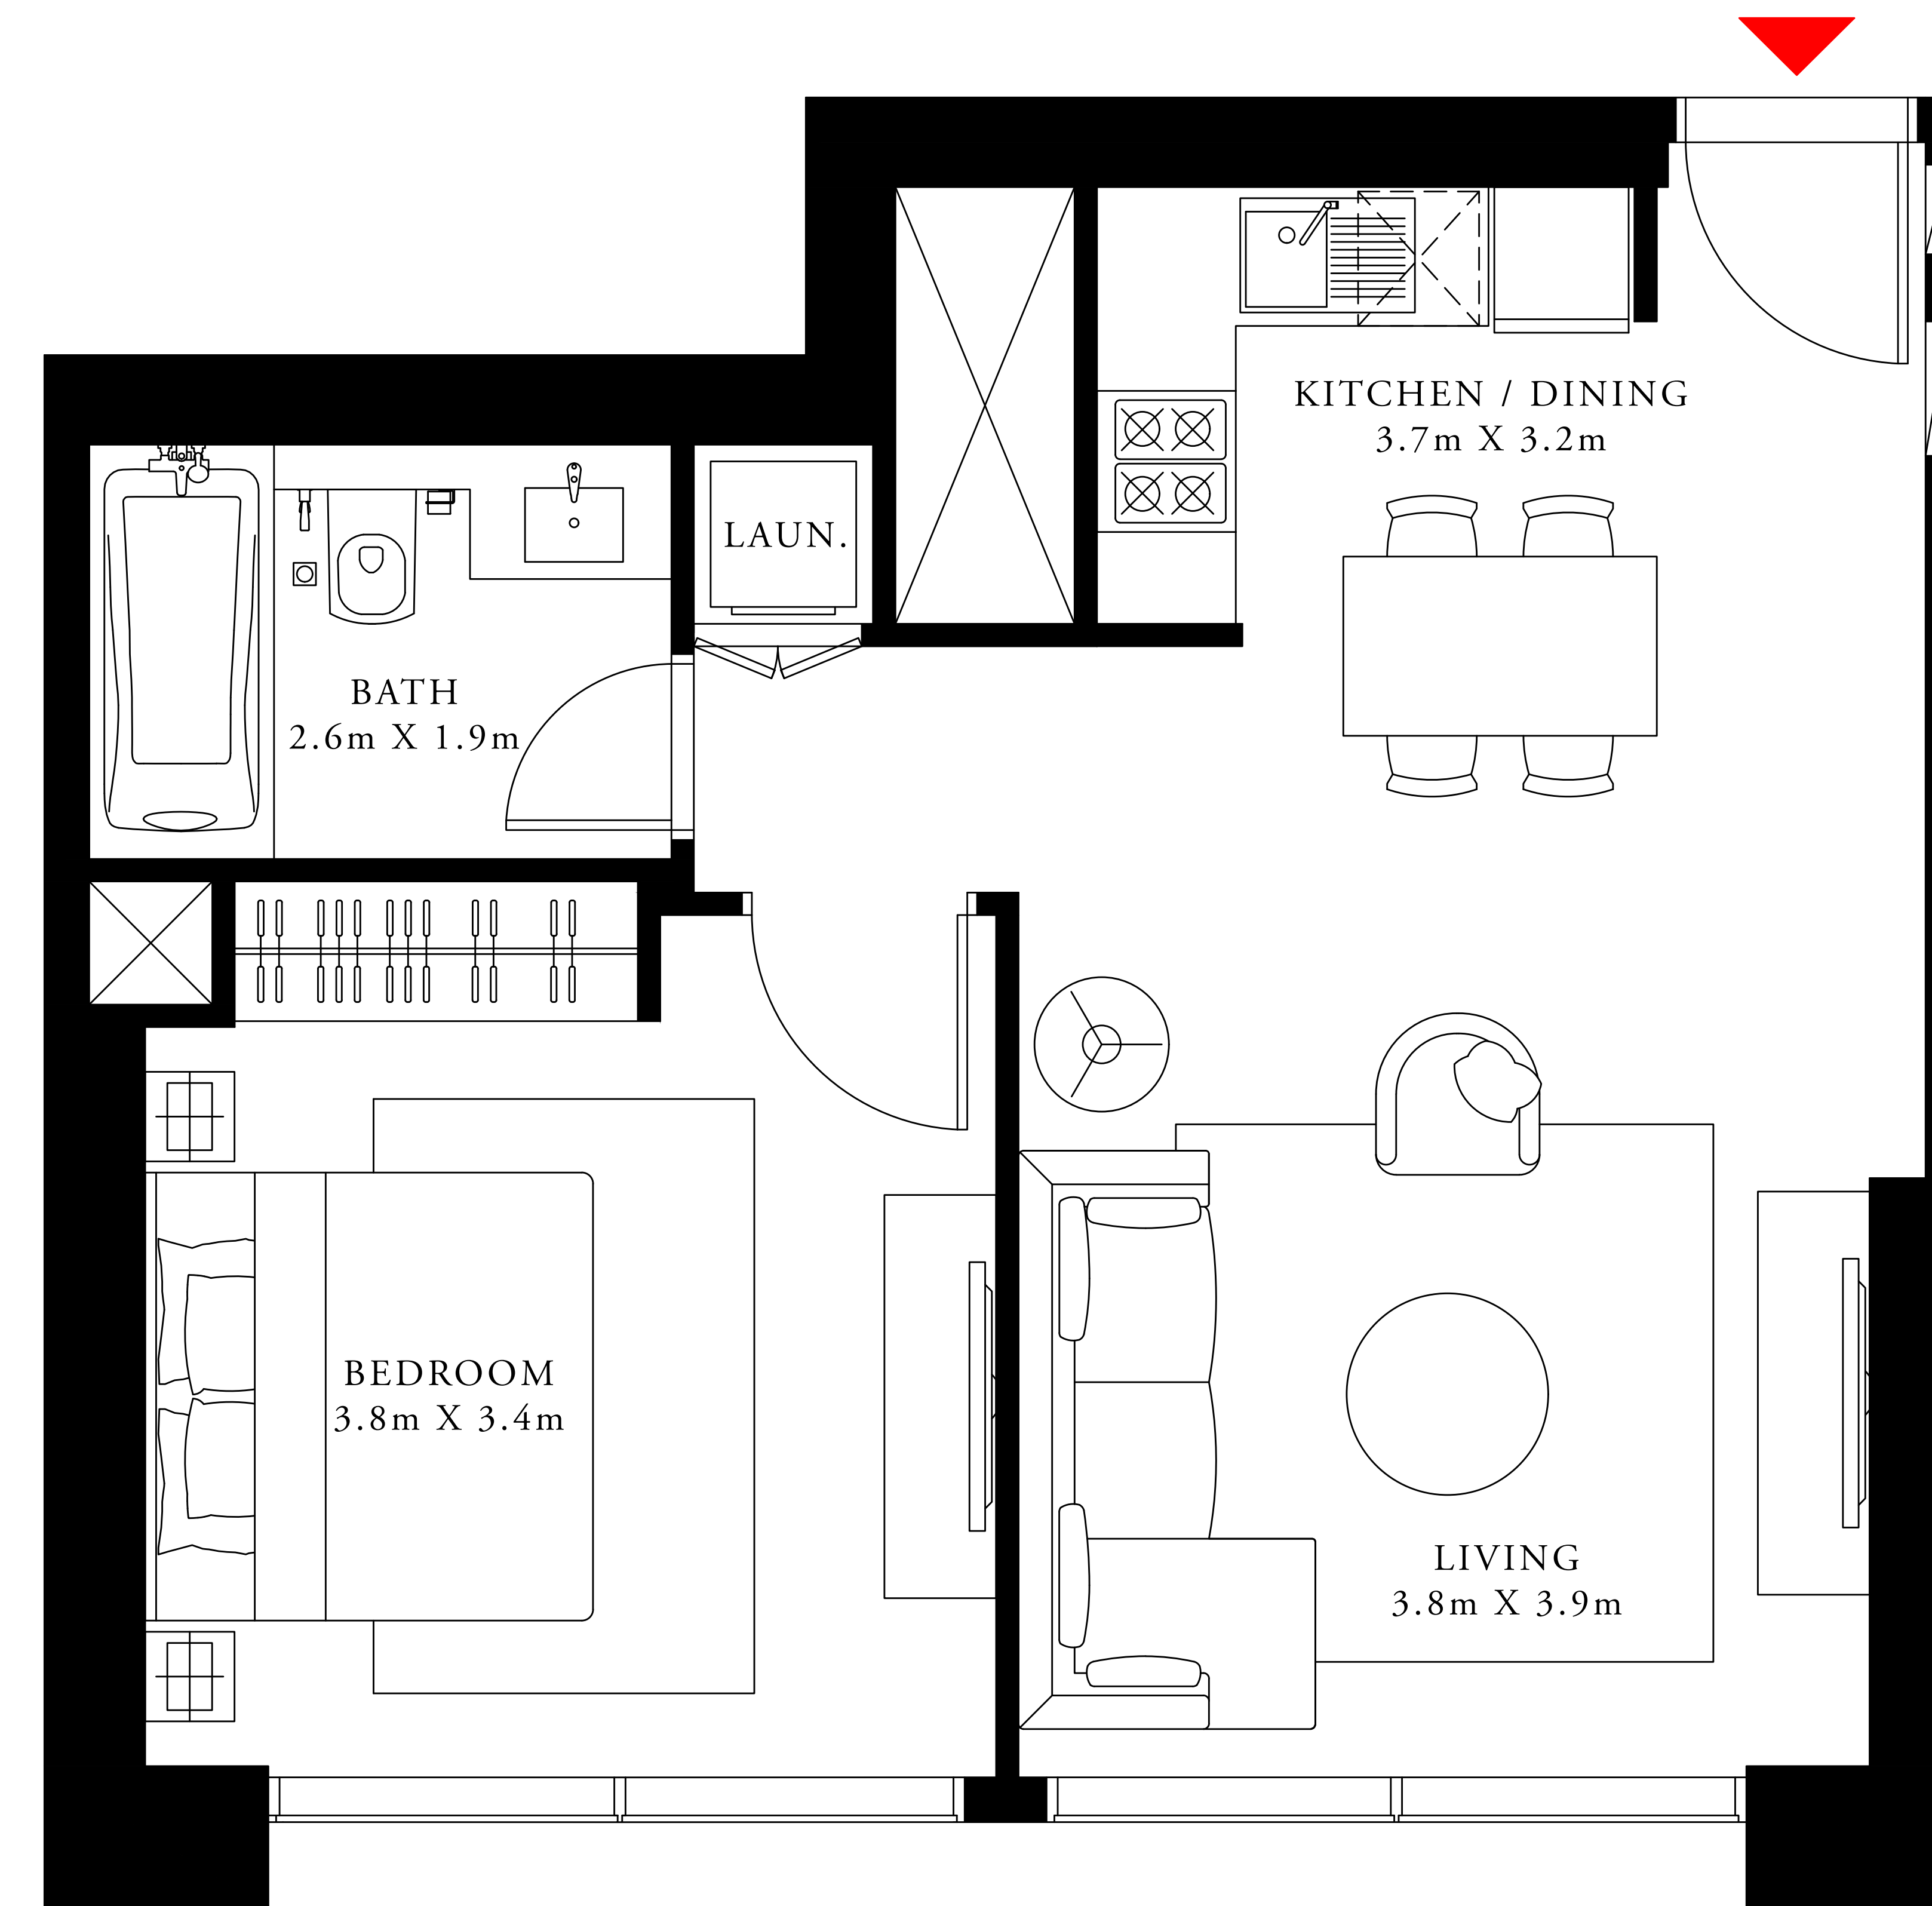 KITCHEN / DINING
3.7m X 3.2m
LAUN.
BATH
2.6m X 1.9m
BEDROOM
3.8m X 3.4m
LIVING
3.8m X 3.9m